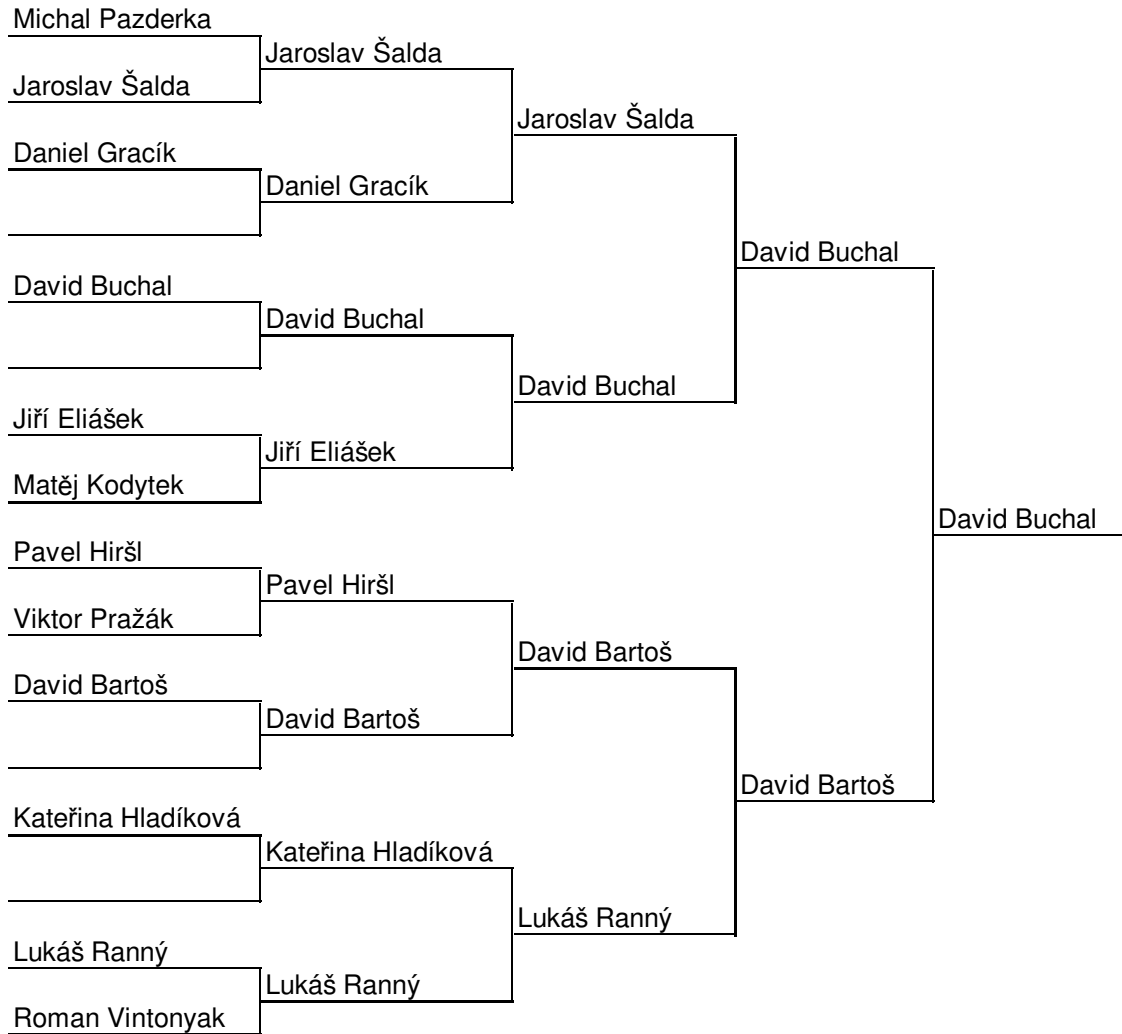 Michal Pazderka
Jaroslav Šalda
Jaroslav Šalda
Jaroslav Šalda
Daniel Gracík
Daniel Gracík
David Buchal
David Buchal
David Buchal
David Buchal
Jiří Eliášek
Jiří Eliášek
Matěj Kodytek
David Buchal
Pavel Hiršl
Pavel Hiršl
Viktor Pražák
David Bartoš
David Bartoš
David Bartoš
David Bartoš
Kateřina Hladíková
Kateřina Hladíková
Lukáš Ranný
Lukáš Ranný
Lukáš Ranný
Roman Vintonyak